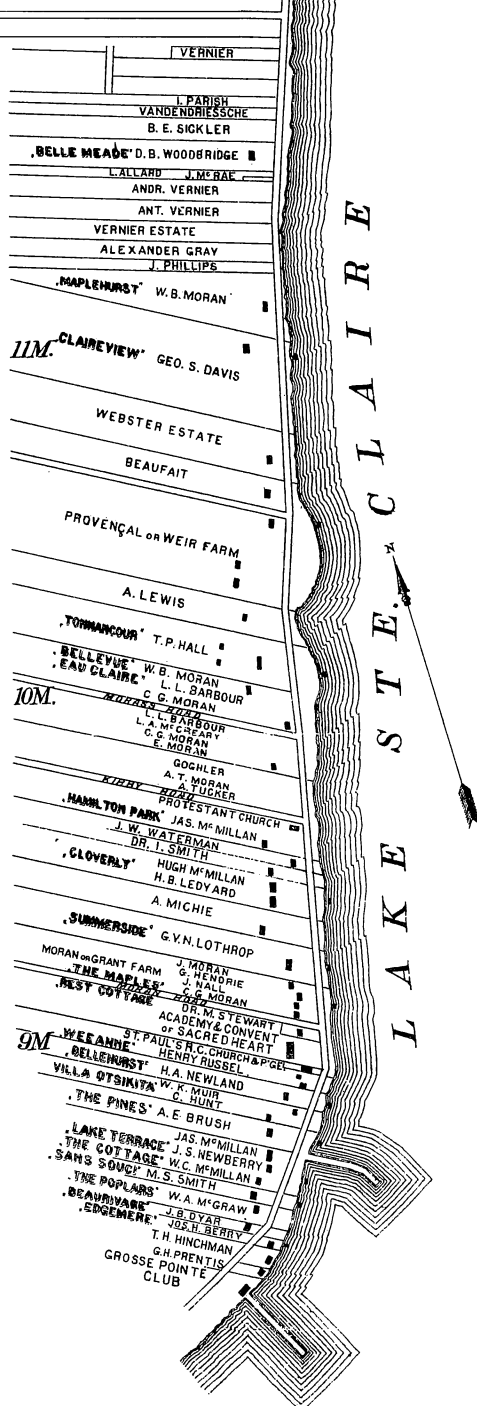 VERNIER
I. PARISH
VANDENDRIESSCHE
B. E. SICKLER
"BELLE MEADE" D. B. WOODBRIDGE
L. ALLARD J. McRAE
ANDR. VERNIER
ANT. VERNIER
VERNIER ESTATE
ALEXANDER GRAY
J. PHILLIPS
"MAPLEHURST" W. B. MORAN
11M. "CLAIREVIEW" GEO. S. DAVIS
WEBSTER ESTATE
BEAUFAIT
PROVENÇAL OR WEIR FARM
A. LEWIS
"TONNANCOUR" T. P. HALL
"BELLEVUE" W. B. MORAN
"EAU CLAIRE" L. L. BARBOUR
C. G. MORAN
10M.
MORASS ROAD
L. L. BARBOUR
L. A. McCREARY
C. G. MORAN
E. MORAN
GOGHLER
A. T. MORAN
A. TUCKER
KIRBY ROAD
PROTESTANT CHURCH
"HAMILTON PARK" JAS. McMILLAN
J. W. WATERMAN
DR. I. SMITH
"CLOVERLY" HUGH McMILLAN
H. B. LEDYARD
A. MICHIE
"SUMMERSIDE" G. V. N. LOTHROP
J. MORAN
MORAN OR GRANT FARM G. HENDRIE
J. NALL
"THE MAPLES" C. G. MORAN
MORAN ROAD
"REST COTTAGE" DR. M. STEWART
ACADEMY & CONVENT
OF SACRED HEART
ST. PAUL'S R.C. CHURCH & P'GE
9M "WEEANNE" HENRY RUSSEL
"BELLEHURST" H. A. NEWLAND
"VILLA OTSIKITA" W. K. MUIR
C. HUNT
"THE PINES" A. E. BRUSH
JAS. McMILLAN
"LAKE TERRACE" J. S. NEWBERRY
"THE COTTAGE" W. C. McMILLAN
"SANS SOUCI" M. S. SMITH
"THE POPLARS" W. A. McGRAW
"BEAURIVAGE" J. B. DYAR
"EDGEMERE" JOS. H. BERRY
T. H. HINCHMAN
G. H. PRENTIS
GROSSE POINTE
CLUB
LAKE STE. CLAIRE
N